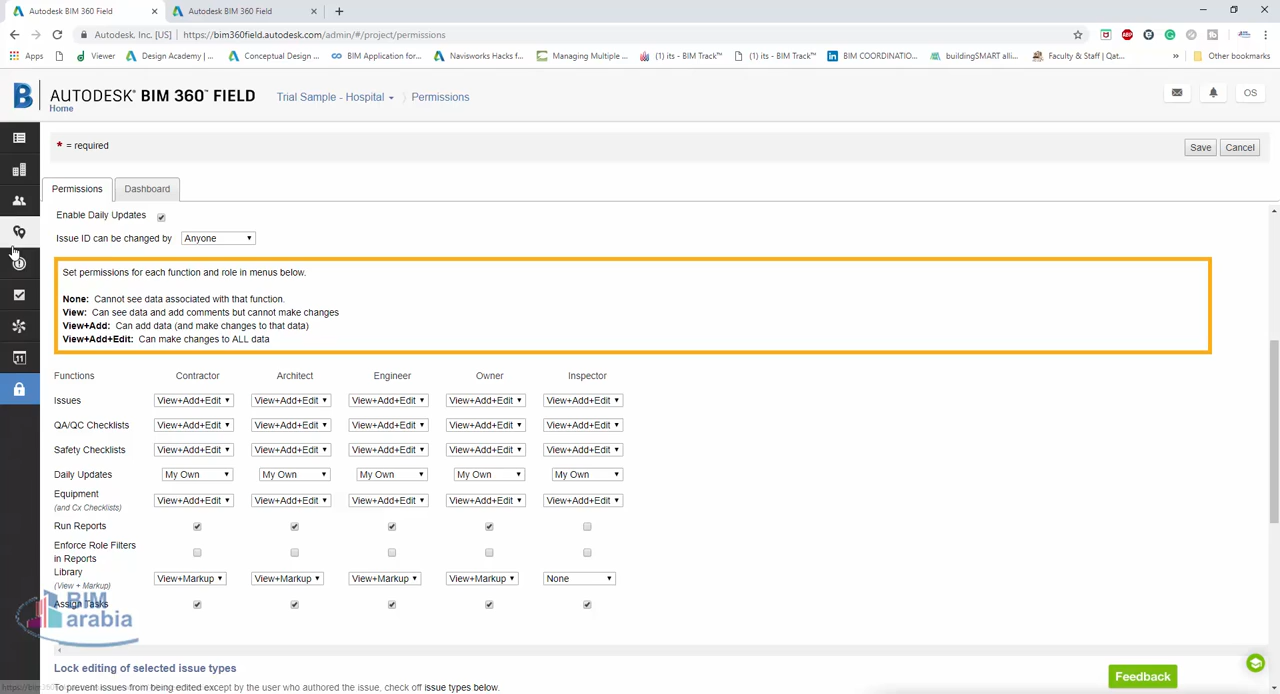 Autodesk BIM 360 Field
Autodesk BIM 360 Field
Autodesk, Inc. [US] | https://bim360field.autodesk.com/admin/#/project/permissions
Apps Viewer Design Academy |... Conceptual Design ... BIM Application for... Navisworks Hacks f... Managing Multiple ... (1) its - BIM Track™ (1) its - BIM Track™ BIM COORDINATIO... buildingSMART alli... Faculty & Staff | Qat... » Other bookmarks
AUTODESK® BIM 360™ FIELD Trial Sample - Hospital Permissions OS
Home
* = required Save Cancel
Permissions Dashboard
Enable Daily Updates
Issue ID can be changed by Anyone
Set permissions for each function and role in menus below.
None: Cannot see data associated with that function.
View: Can see data and add comments but cannot make changes
View+Add: Can add data (and make changes to that data)
View+Add+Edit: Can make changes to ALL data
Functions Contractor Architect Engineer Owner Inspector
Issues View+Add+Edit View+Add+Edit View+Add+Edit View+Add+Edit View+Add+Edit
QA/QC Checklists View+Add+Edit View+Add+Edit View+Add+Edit View+Add+Edit View+Add+Edit
Safety Checklists View+Add+Edit View+Add+Edit View+Add+Edit View+Add+Edit View+Add+Edit
Daily Updates My Own My Own My Own My Own My Own
Equipment View+Add+Edit View+Add+Edit View+Add+Edit View+Add+Edit View+Add+Edit
(and Cx Checklists)
Run Reports
Enforce Role Filters
in Reports
Library View+Markup View+Markup View+Markup View+Markup None
(View + Markup)
Assign Tasks
BIM
arabia
Lock editing of selected issue types
To prevent issues from being edited except by the user who authored the issue, check off issue types below.
Feedback